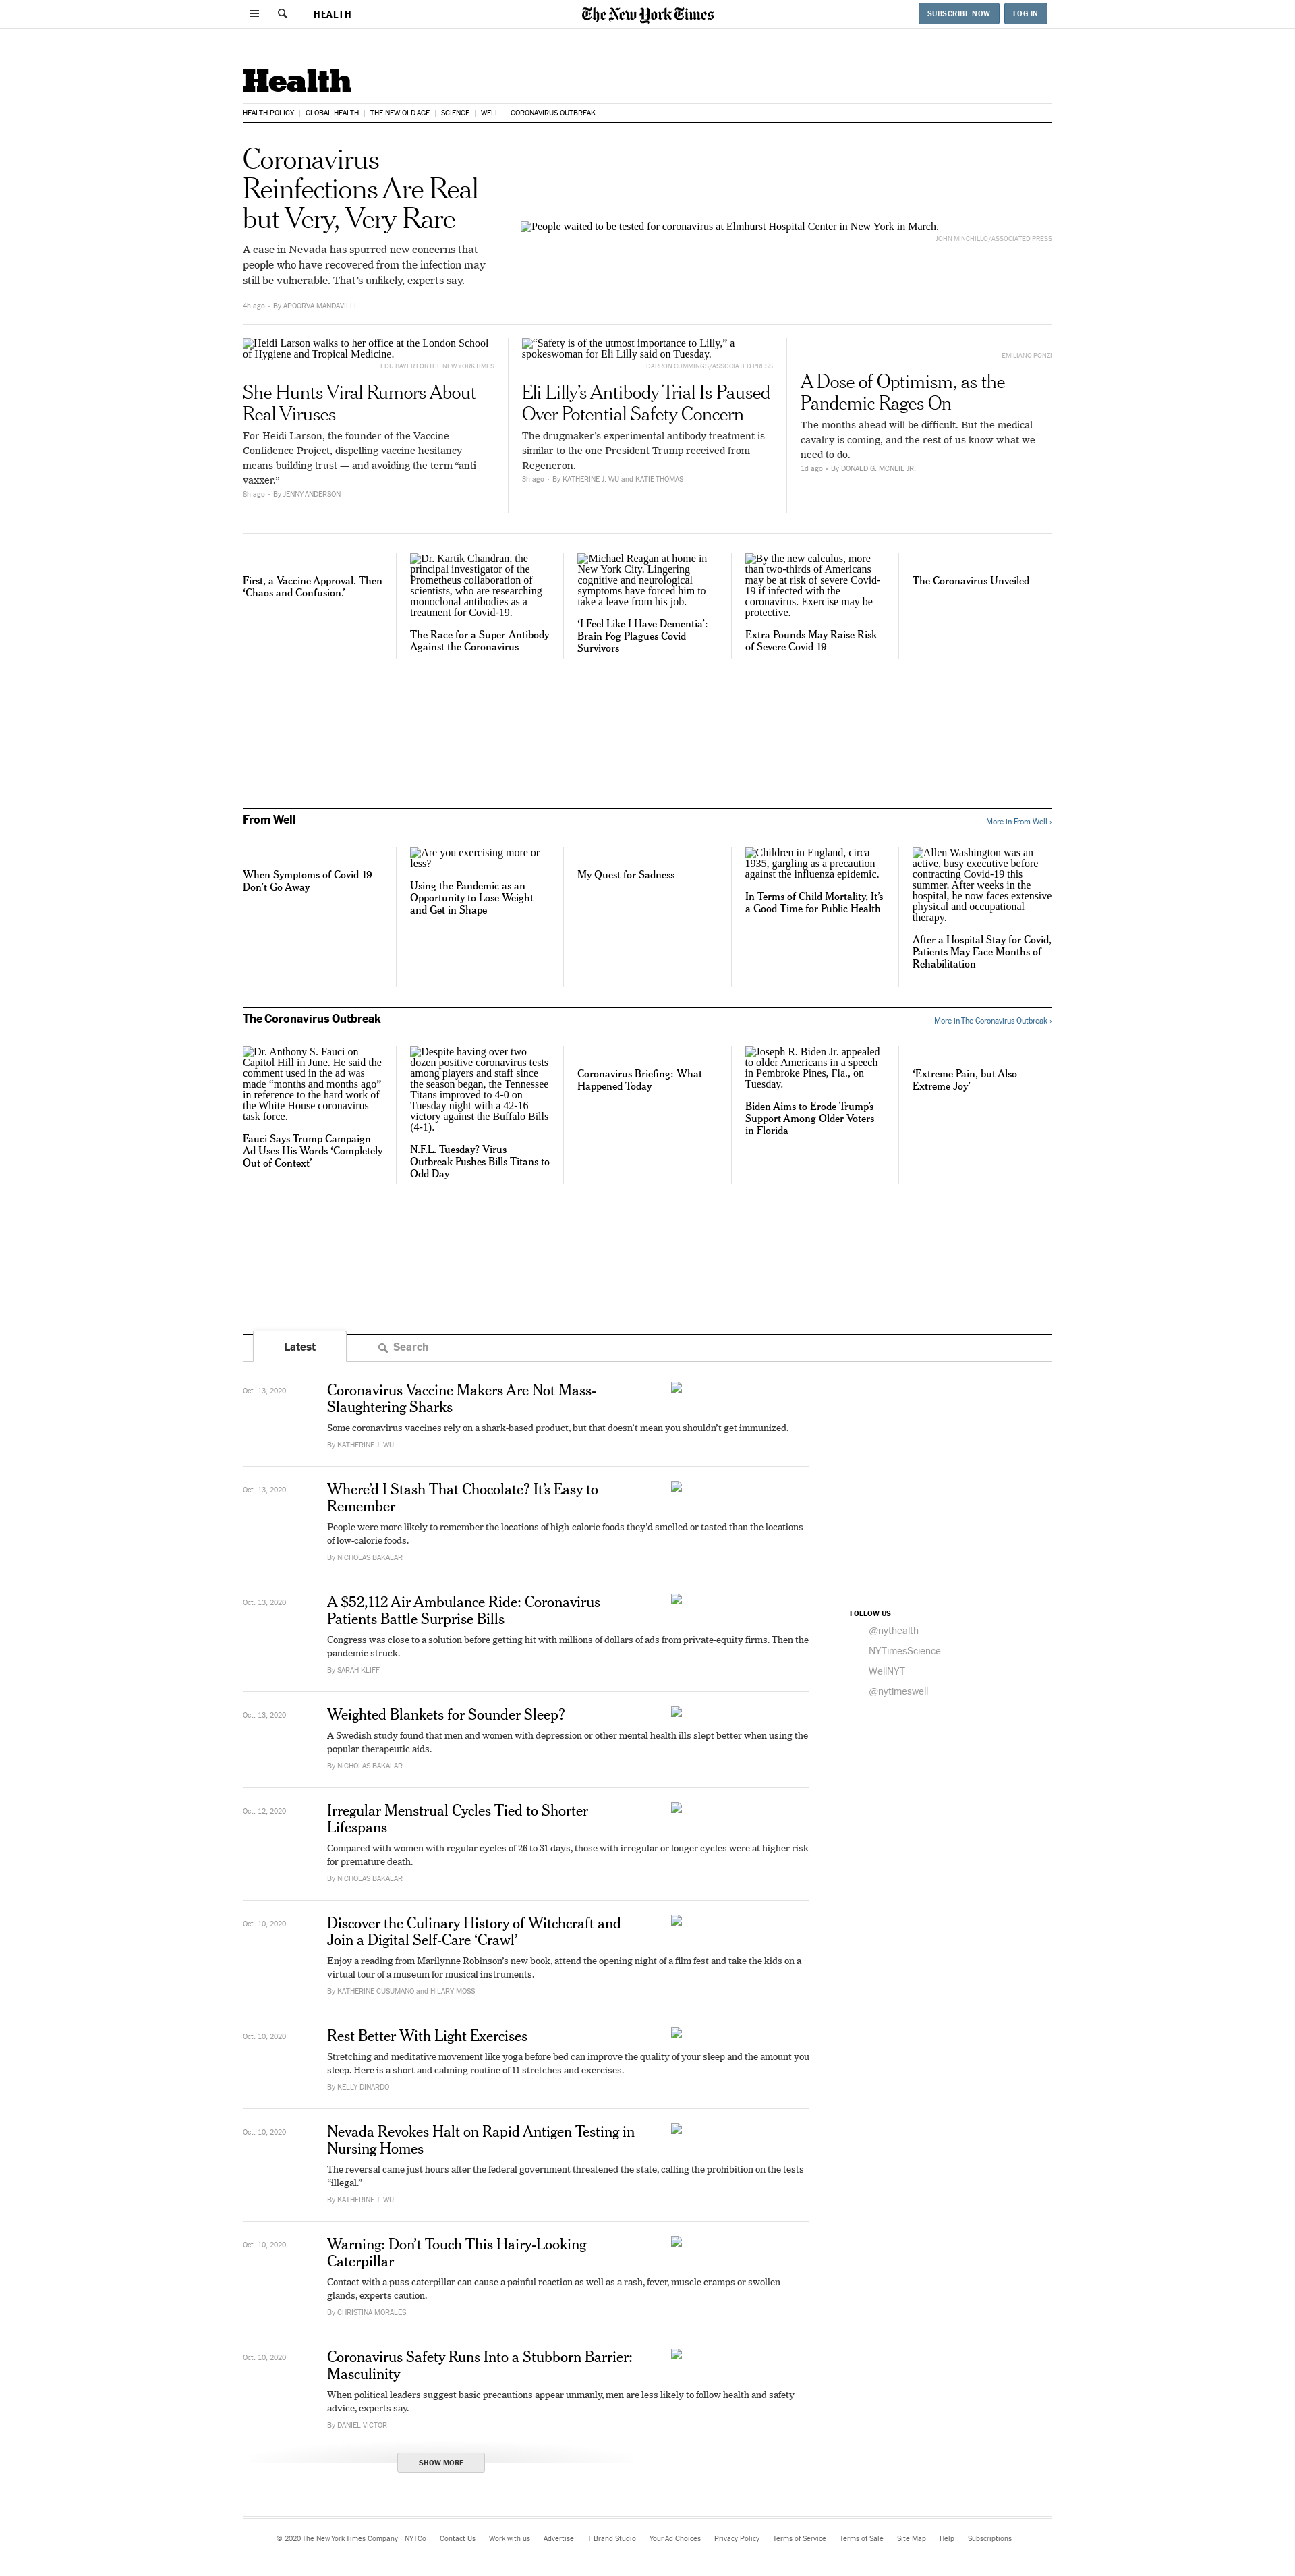 HEALTH
The New York Times
SUBSCRIBE NOW
LOG IN
Health
HEALTH POLICY
GLOBAL HEALTH
THE NEW OLD AGE
SCIENCE
WELL
CORONAVIRUS OUTBREAK
Coronavirus
Reinfections Are Real
but Very, Very Rare
A case in Nevada has spurred new concerns that
people who have recovered from the infection may
still be vulnerable. That’s unlikely, experts say.
4h ago • By APOORVA MANDAVILLI
People waited to be tested for coronavirus at Elmhurst Hospital Center in New York in March.
JOHN MINCHILLO/ASSOCIATED PRESS
Heidi Larson walks to her office at the London School
of Hygiene and Tropical Medicine.
EDU BAYER FOR THE NEW YORK TIMES
She Hunts Viral Rumors About
Real Viruses
For Heidi Larson, the founder of the Vaccine
Confidence Project, dispelling vaccine hesitancy
means building trust — and avoiding the term “anti-
vaxxer.”
8h ago • By JENNY ANDERSON
“Safety is of the utmost importance to Lilly,” a
spokeswoman for Eli Lilly said on Tuesday.
DARRON CUMMINGS/ASSOCIATED PRESS
Eli Lilly’s Antibody Trial Is Paused
Over Potential Safety Concern
The drugmaker’s experimental antibody treatment is
similar to the one President Trump received from
Regeneron.
3h ago • By KATHERINE J. WU and KATIE THOMAS
EMILIANO PONZI
A Dose of Optimism, as the
Pandemic Rages On
The months ahead will be difficult. But the medical
cavalry is coming, and the rest of us know what we
need to do.
1d ago • By DONALD G. MCNEIL JR.
First, a Vaccine Approval. Then
‘Chaos and Confusion.’
Dr. Kartik Chandran, the
principal investigator of the
Prometheus collaboration of
scientists, who are researching
monoclonal antibodies as a
treatment for Covid-19.
The Race for a Super-Antibody
Against the Coronavirus
Michael Reagan at home in
New York City. Lingering
cognitive and neurological
symptoms have forced him to
take a leave from his job.
‘I Feel Like I Have Dementia’:
Brain Fog Plagues Covid
Survivors
By the new calculus, more
than two-thirds of Americans
may be at risk of severe Covid-
19 if infected with the
coronavirus. Exercise may be
protective.
Extra Pounds May Raise Risk
of Severe Covid-19
The Coronavirus Unveiled
From Well
More in From Well ›
When Symptoms of Covid-19
Don’t Go Away
Are you exercising more or
less?
Using the Pandemic as an
Opportunity to Lose Weight
and Get in Shape
My Quest for Sadness
Children in England, circa
1935, gargling as a precaution
against the influenza epidemic.
In Terms of Child Mortality, It’s
a Good Time for Public Health
Allen Washington was an
active, busy executive before
contracting Covid-19 this
summer. After weeks in the
hospital, he now faces extensive
physical and occupational
therapy.
After a Hospital Stay for Covid,
Patients May Face Months of
Rehabilitation
The Coronavirus Outbreak
More in The Coronavirus Outbreak ›
Dr. Anthony S. Fauci on
Capitol Hill in June. He said the
comment used in the ad was
made “months and months ago”
in reference to the hard work of
the White House coronavirus
task force.
Fauci Says Trump Campaign
Ad Uses His Words ‘Completely
Out of Context’
Despite having over two
dozen positive coronavirus tests
among players and staff since
the season began, the Tennessee
Titans improved to 4-0 on
Tuesday night with a 42-16
victory against the Buffalo Bills
(4-1).
N.F.L. Tuesday? Virus
Outbreak Pushes Bills-Titans to
Odd Day
Coronavirus Briefing: What
Happened Today
Joseph R. Biden Jr. appealed
to older Americans in a speech
in Pembroke Pines, Fla., on
Tuesday.
Biden Aims to Erode Trump’s
Support Among Older Voters
in Florida
‘Extreme Pain, but Also
Extreme Joy’
Latest
Search
Oct. 13, 2020
Coronavirus Vaccine Makers Are Not Mass-
Slaughtering Sharks
Some coronavirus vaccines rely on a shark-based product, but that doesn’t mean you shouldn’t get immunized.
By KATHERINE J. WU
Oct. 13, 2020
Where’d I Stash That Chocolate? It’s Easy to
Remember
People were more likely to remember the locations of high-calorie foods they’d smelled or tasted than the locations
of low-calorie foods.
By NICHOLAS BAKALAR
Oct. 13, 2020
A $52,112 Air Ambulance Ride: Coronavirus
Patients Battle Surprise Bills
Congress was close to a solution before getting hit with millions of dollars of ads from private-equity firms. Then the
pandemic struck.
By SARAH KLIFF
FOLLOW US
@nythealth
NYTimesScience
WellNYT
@nytimeswell
Oct. 13, 2020
Weighted Blankets for Sounder Sleep?
A Swedish study found that men and women with depression or other mental health ills slept better when using the
popular therapeutic aids.
By NICHOLAS BAKALAR
Oct. 12, 2020
Irregular Menstrual Cycles Tied to Shorter
Lifespans
Compared with women with regular cycles of 26 to 31 days, those with irregular or longer cycles were at higher risk
for premature death.
By NICHOLAS BAKALAR
Oct. 10, 2020
Discover the Culinary History of Witchcraft and
Join a Digital Self-Care ‘Crawl’
Enjoy a reading from Marilynne Robinson’s new book, attend the opening night of a film fest and take the kids on a
virtual tour of a museum for musical instruments.
By KATHERINE CUSUMANO and HILARY MOSS
Oct. 10, 2020
Rest Better With Light Exercises
Stretching and meditative movement like yoga before bed can improve the quality of your sleep and the amount you
sleep. Here is a short and calming routine of 11 stretches and exercises.
By KELLY DINARDO
Oct. 10, 2020
Nevada Revokes Halt on Rapid Antigen Testing in
Nursing Homes
The reversal came just hours after the federal government threatened the state, calling the prohibition on the tests
“illegal.”
By KATHERINE J. WU
Oct. 10, 2020
Warning: Don’t Touch This Hairy-Looking
Caterpillar
Contact with a puss caterpillar can cause a painful reaction as well as a rash, fever, muscle cramps or swollen
glands, experts caution.
By CHRISTINA MORALES
Oct. 10, 2020
Coronavirus Safety Runs Into a Stubborn Barrier:
Masculinity
When political leaders suggest basic precautions appear unmanly, men are less likely to follow health and safety
advice, experts say.
By DANIEL VICTOR
SHOW MORE
© 2020 The New York Times Company
NYTCo
Contact Us
Work with us
Advertise
T Brand Studio
Your Ad Choices
Privacy Policy
Terms of Service
Terms of Sale
Site Map
Help
Subscriptions